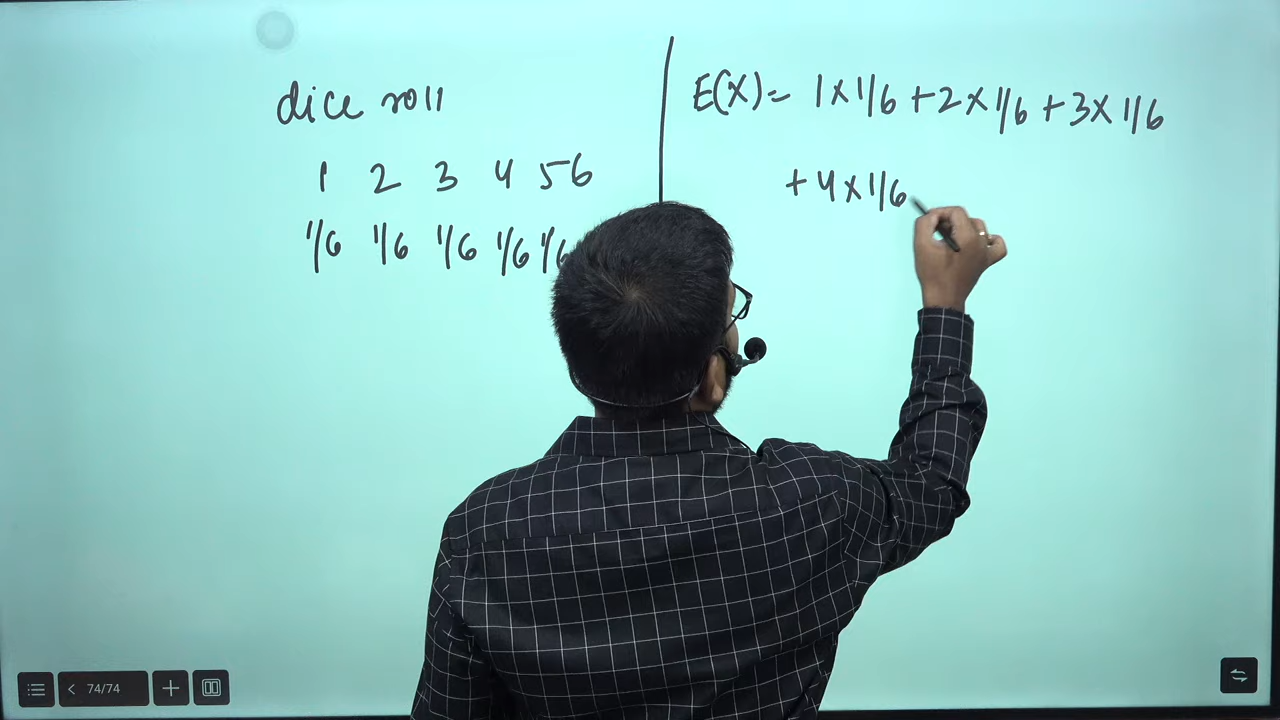 dice roll
1 2 3 4 5 6
1/6 1/6 1/6 1/6 1/6
E(X)= 1×1/6 +2×1/6 +3×1/6
+4×1/6
74/74